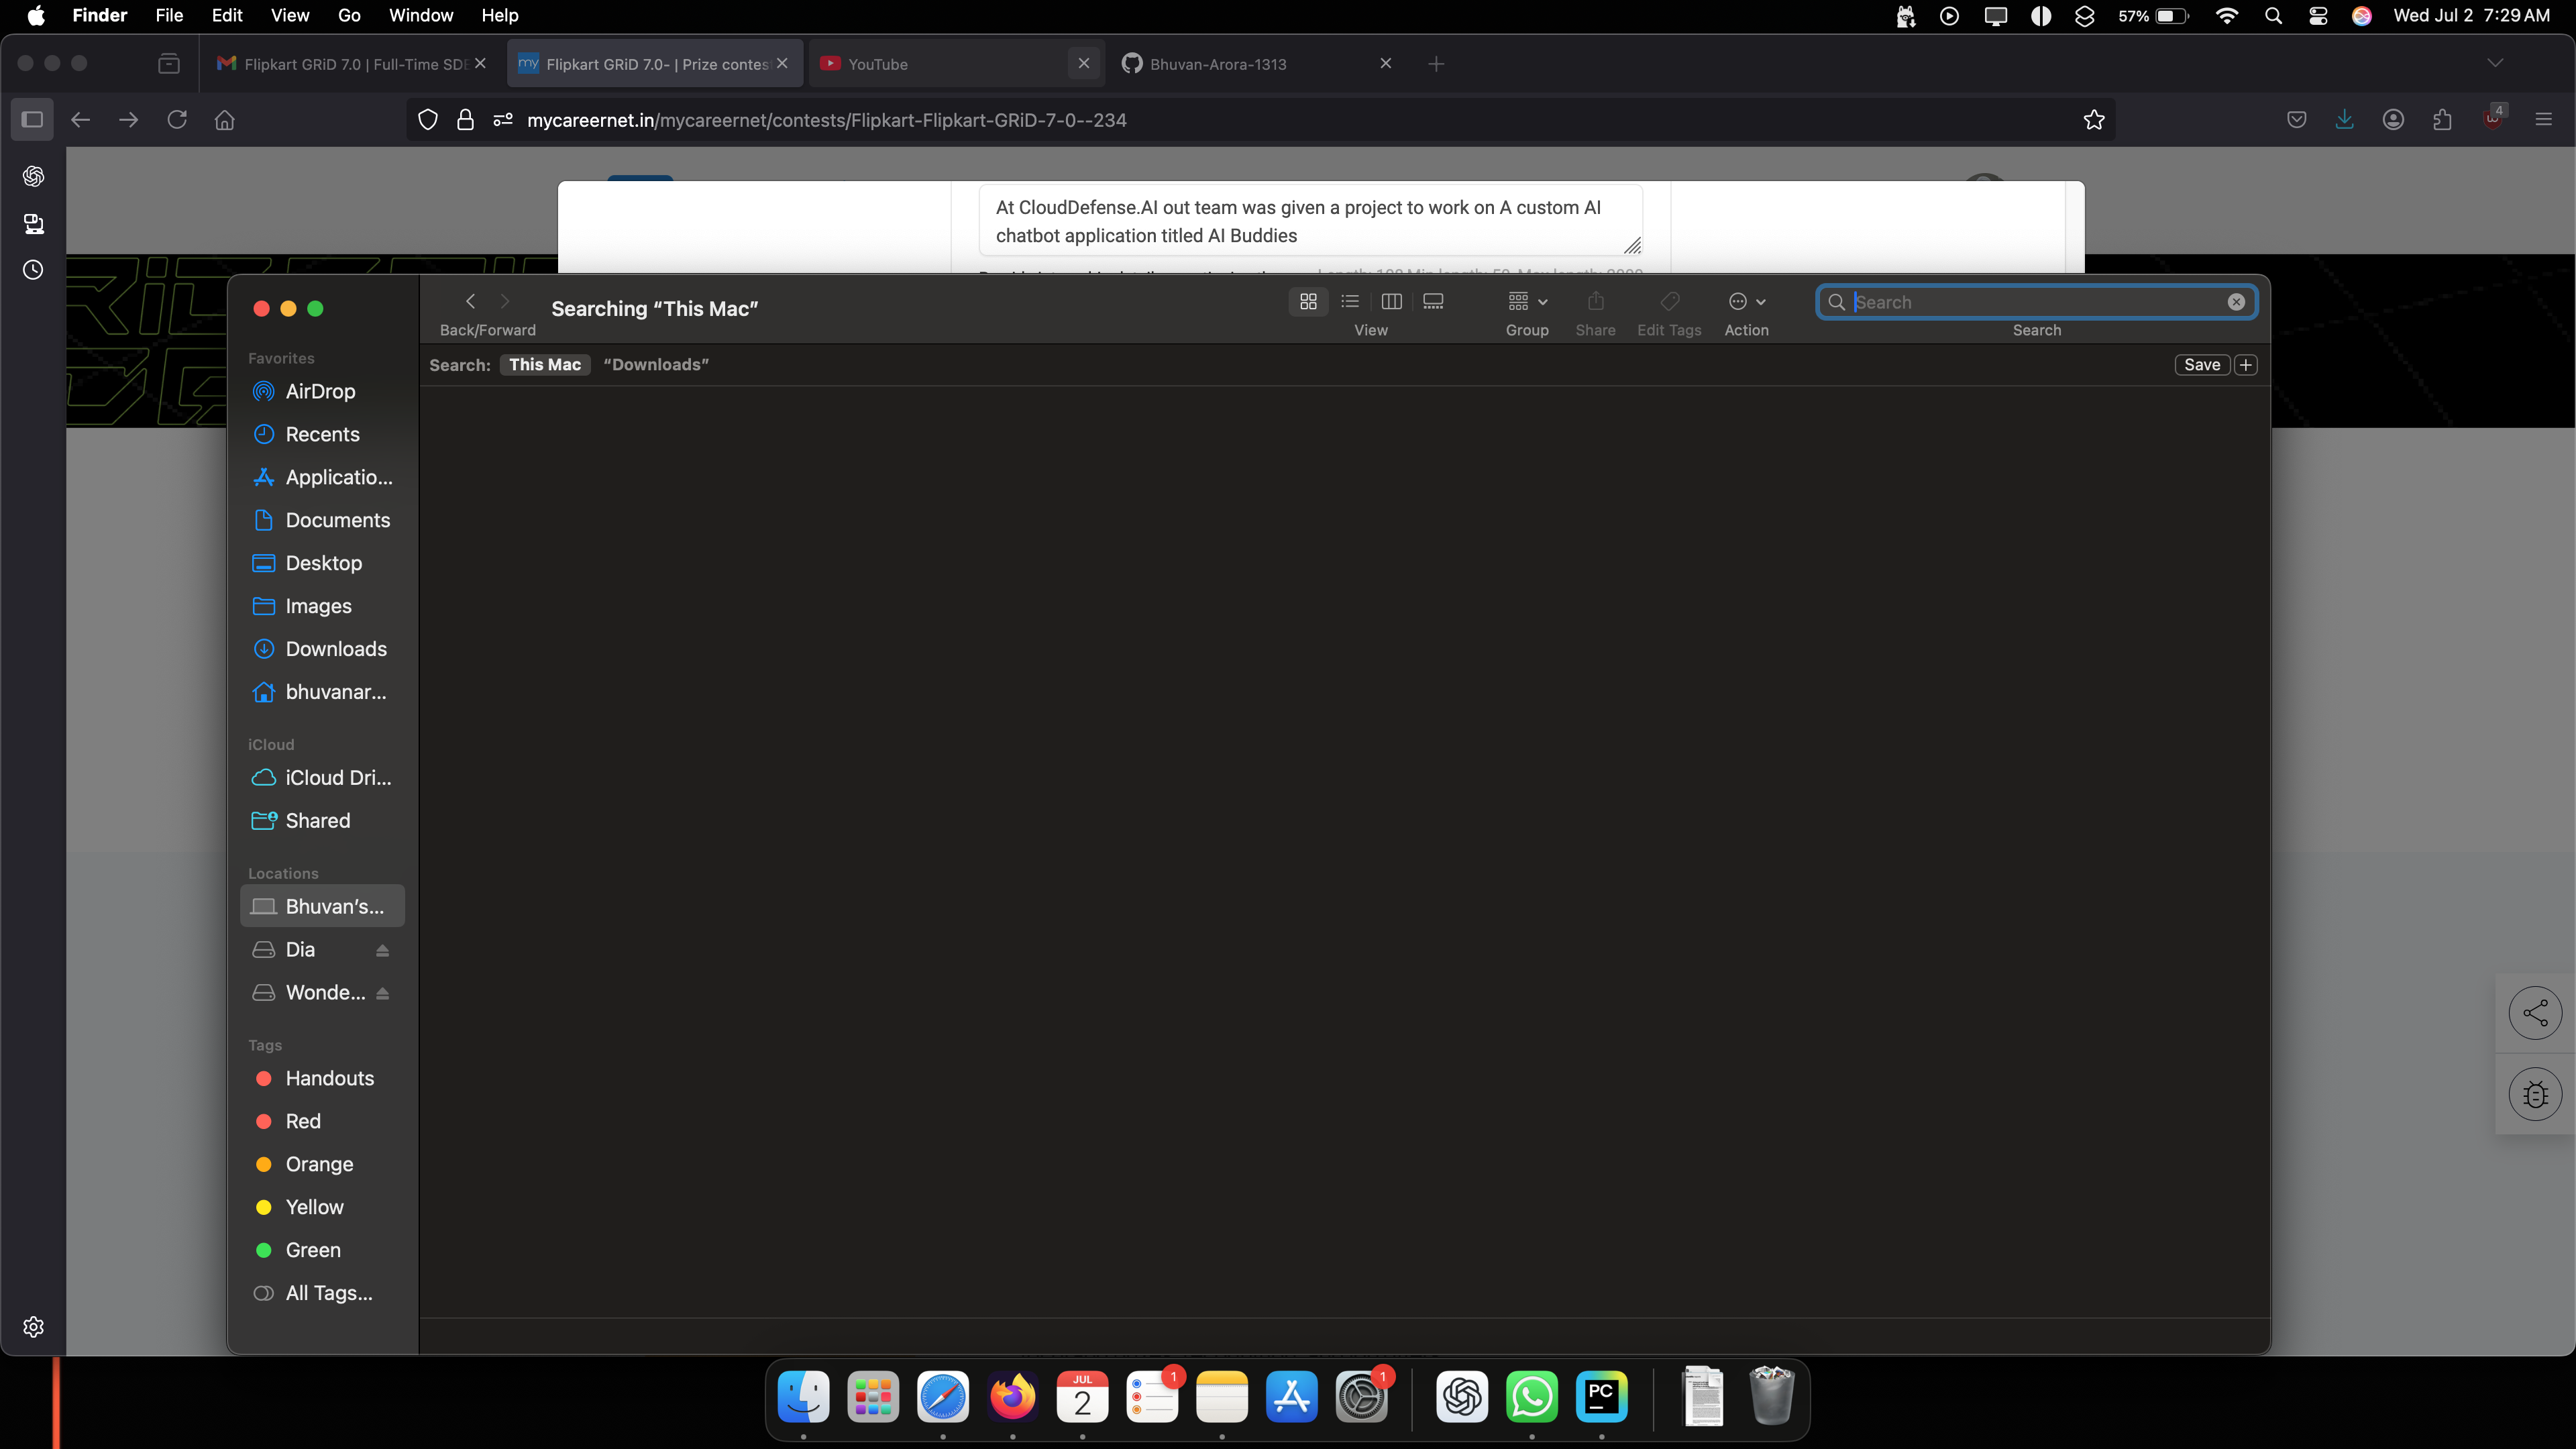 Finder File Edit View Go Window Help 57% Wed Jul 2 7:29 AM
Flipkart GRiD 7.0 | Full-Time SDE
my Flipkart GRiD 7.0- | Prize contes
YouTube
Bhuvan-Arora-1313
mycareernet.in/mycareernet/contests/Flipkart-Flipkart-GRiD-7-0--234
4
At CloudDefense.AI out team was given a project to work on A custom AI
chatbot application titled AI Buddies
Searching “This Mac”
Back/Forward
View
Group
Share
Edit Tags
Action
Search
Search
Search: This Mac “Downloads”
Save +
Favorites
AirDrop
Recents
Applicatio...
Documents
Desktop
Images
Downloads
bhuvanar...
iCloud
iCloud Dri...
Shared
Locations
Bhuvan’s...
Dia
Wonde...
Tags
Handouts
Red
Orange
Yellow
Green
All Tags...
JUL
2
1
1
PC